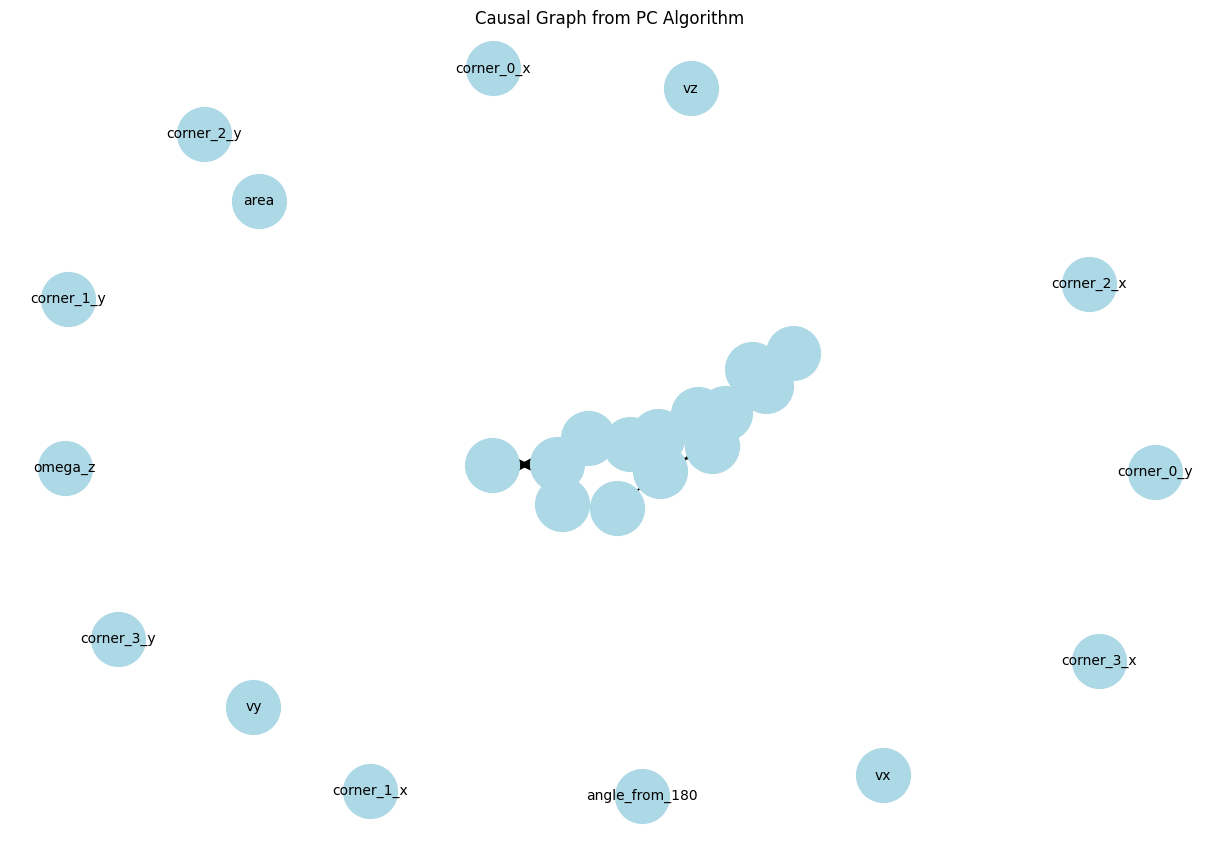 Causal Graph from PC Algorithm
corner_0_x
vz
corner_2_y
area
corner_2_x
corner_1_y
omega_z
corner_0_y
corner_3_y
corner_3_x
vy
vx
corner_1_x
angle_from_180